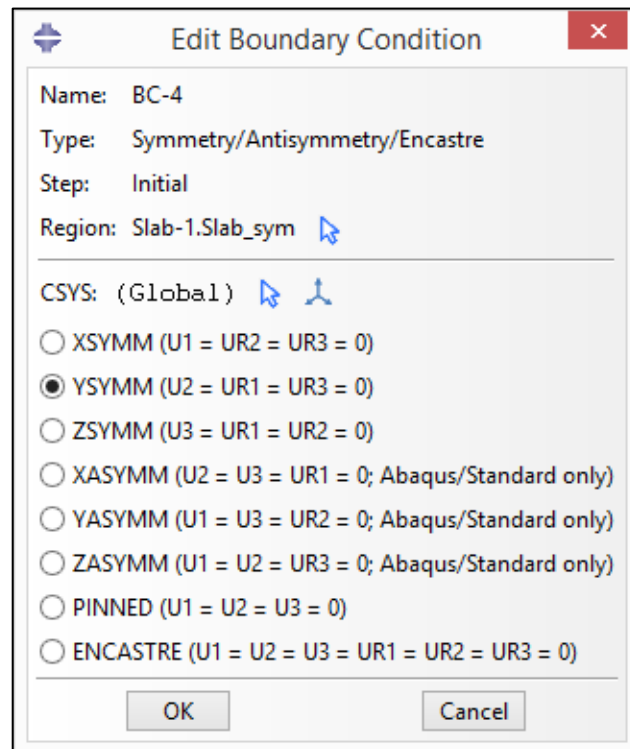 Edit Boundary Condition
Name: BC-4
Type: Symmetry/Antisymmetry/Encastre
Step: Initial
Region: Slab-1.Slab_sym
CSYS: (Global)
XSYMM (U1 = UR2 = UR3 = 0)
YSYMM (U2 = UR1 = UR3 = 0)
ZSYMM (U3 = UR1 = UR2 = 0)
XASYMM (U2 = U3 = UR1 = 0; Abaqus/Standard only)
YASYMM (U1 = U3 = UR2 = 0; Abaqus/Standard only)
ZASYMM (U1 = U2 = UR3 = 0; Abaqus/Standard only)
PINNED (U1 = U2 = U3 = 0)
ENCASTRE (U1 = U2 = U3 = UR1 = UR2 = UR3 = 0)
OK Cancel